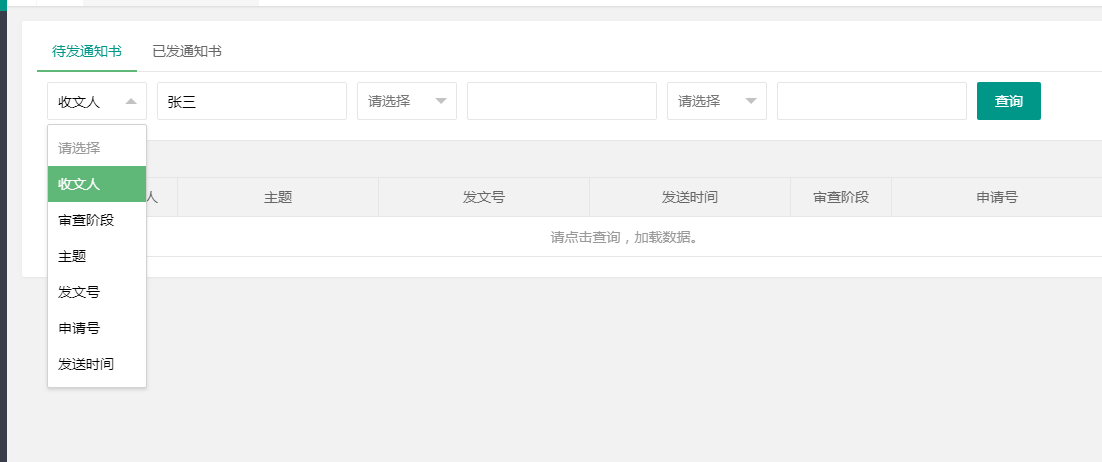 待发通知书 已发通知书
收文人 张三 请选择 请选择 查询
请选择
收文人
审查阶段
主题
发文号
申请号
发送时间
人 主题 发文号 发送时间 审查阶段 申请号
请点击查询，加载数据。